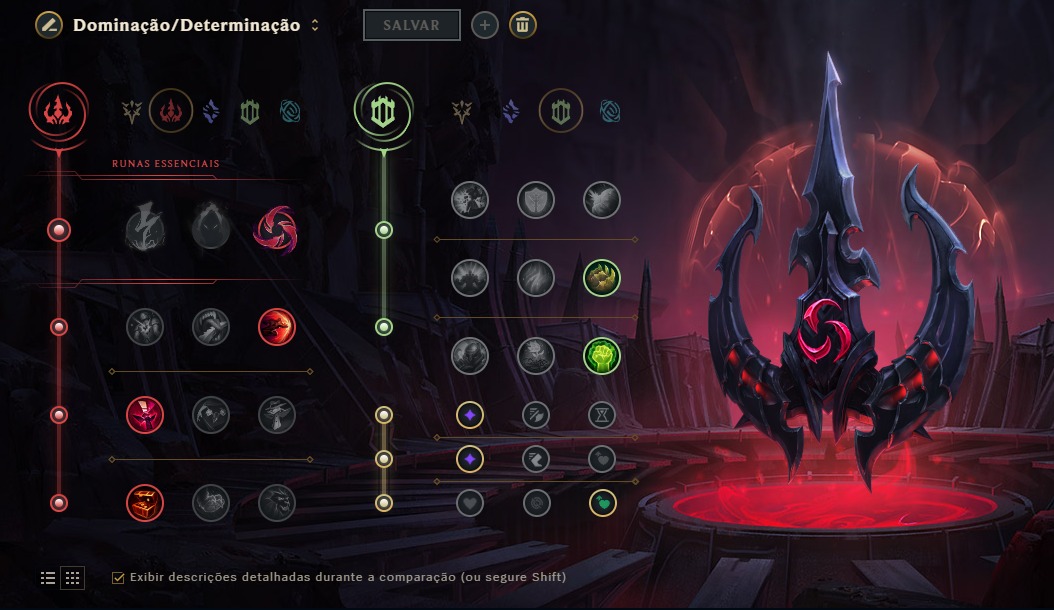 Dominação/Determinação
SALVAR
RUNAS ESSENCIAIS
Exibir descrições detalhadas durante a comparação (ou segure Shift)